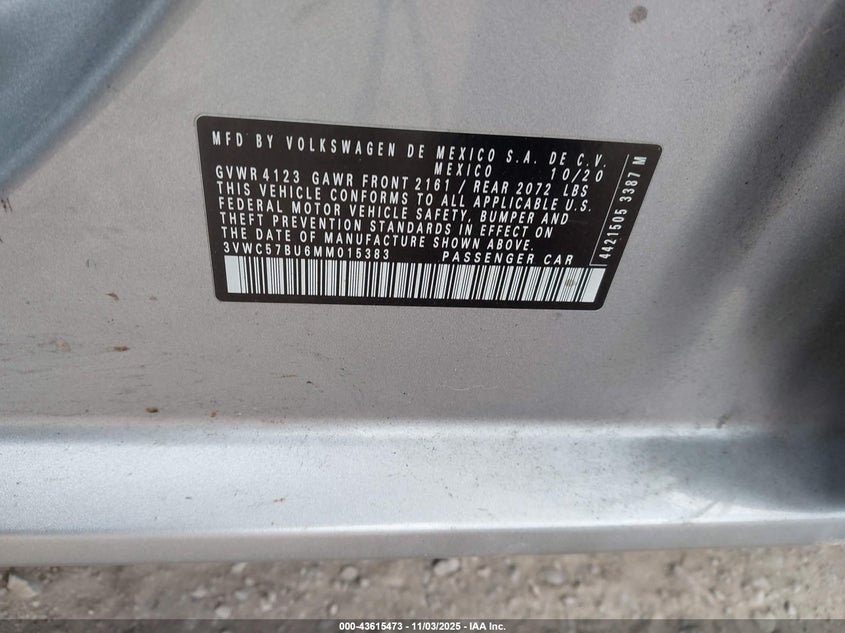 MFD BY VOLKSWAGEN DE MEXICO S.A. DE C.V.
MEXICO 10/20
GVWR 4123 GAWR FRONT 2161 / REAR 2072 LBS
THIS VEHICLE CONFORMS TO ALL APPLICABLE U.S.
FEDERAL MOTOR VEHICLE SAFETY, BUMPER AND
THEFT PREVENTION STANDARDS IN EFFECT ON
THE DATE OF MANUFACTURE SHOWN ABOVE.
3VWC57BU6MM015383 PASSENGER CAR
4421505 3387 M
000-43615473 - 11/03/2025 - IAA Inc.